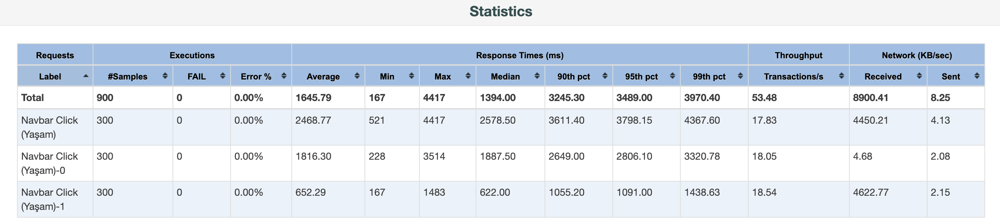 Statistics
Requests Executions Response Times (ms) Throughput Network (KB/sec)
Label #Samples FAIL Error % Average Min Max Median 90th pct 95th pct 99th pct Transactions/s Received Sent
Total 900 0 0.00% 1645.79 167 4417 1394.00 3245.30 3489.00 3970.40 53.48 8900.41 8.25
Navbar Click 300 0 0.00% 2468.77 521 4417 2578.50 3611.40 3798.15 4367.60 17.83 4450.21 4.13
(Yaşam)
Navbar Click 300 0 0.00% 1816.30 228 3514 1887.50 2649.00 2806.10 3320.78 18.05 4.68 2.08
(Yaşam)-0
Navbar Click 300 0 0.00% 652.29 167 1483 622.00 1055.20 1091.00 1438.63 18.54 4622.77 2.15
(Yaşam)-1